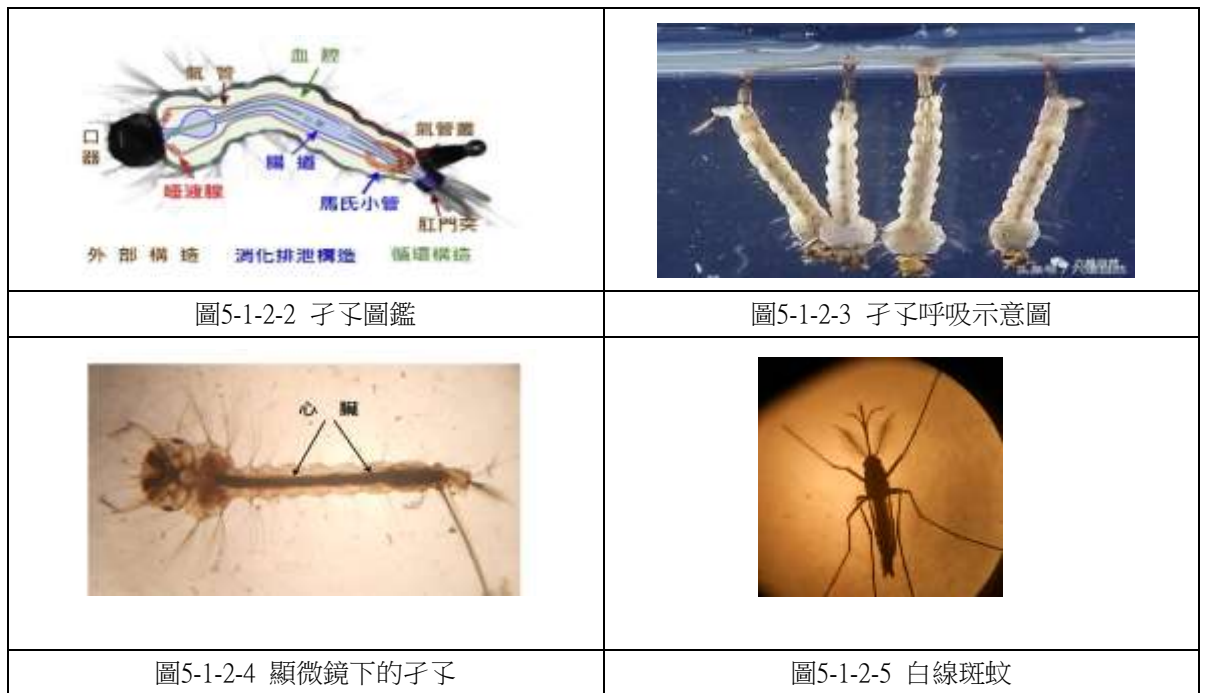 血腔
氣管
口器
氣管叢
腸道
唾液腺
馬氏小管
肛門突
外部構造 消化排泄構造 循環構造
圖5-1-2-2 孑孓圖鑑
圖5-1-2-3 孑孓呼吸示意圖
心臟
圖5-1-2-4 顯微鏡下的孑孓
圖5-1-2-5 白線斑蚊